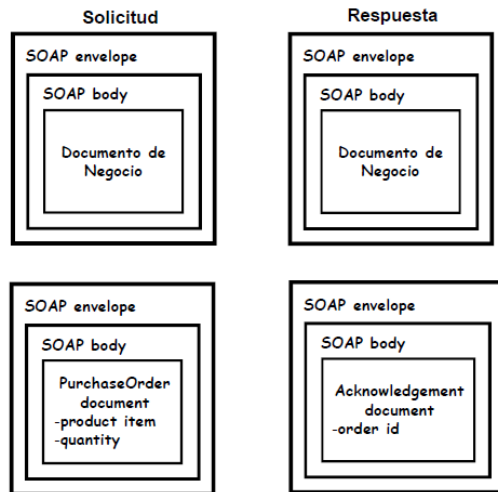 Solicitud
Respuesta
SOAP envelope
SOAP body
Documento de
Negocio
SOAP envelope
SOAP body
Documento de
Negocio
SOAP envelope
SOAP body
PurchaseOrder
document
-product item
-quantity
SOAP envelope
SOAP body
Acknowledgement
document
-order id